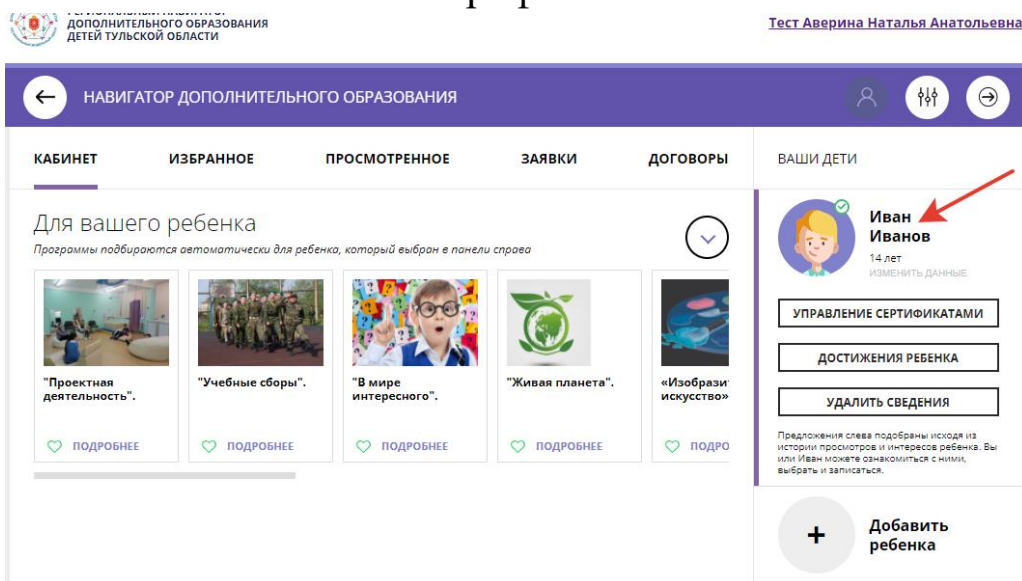 ДОПОЛНИТЕЛЬНОГО ОБРАЗОВАНИЯ
ДЕТЕЙ ТУЛЬСКОЙ ОБЛАСТИ
Тест Аверина Наталья Анатольевна
НАВИГАТОР ДОПОЛНИТЕЛЬНОГО ОБРАЗОВАНИЯ
КАБИНЕТ
ИЗБРАННОЕ
ПРОСМОТРЕННОЕ
ЗАЯВКИ
ДОГОВОРЫ
Для вашего ребенка
Программы подбираются автоматически для ребенка, который выбран в панели справа
"Проектная
деятельность".
ПОДРОБНЕЕ
"Учебные сборы".
ПОДРОБНЕЕ
"В мире
интересного".
ПОДРОБНЕЕ
"Живая планета".
ПОДРОБНЕЕ
«Изобрази
искусство»
ПОДРО
ВАШИ ДЕТИ
Иван
Иванов
14 лет
ИЗМЕНИТЬ ДАННЫЕ
УПРАВЛЕНИЕ СЕРТИФИКАТАМИ
ДОСТИЖЕНИЯ РЕБЕНКА
УДАЛИТЬ СВЕДЕНИЯ
Предложения слева подобраны исходя из
истории просмотров и интересов ребенка. Вы
или Иван можете ознакомиться с ними,
выбрать и записаться.
+ Добавить
ребенка